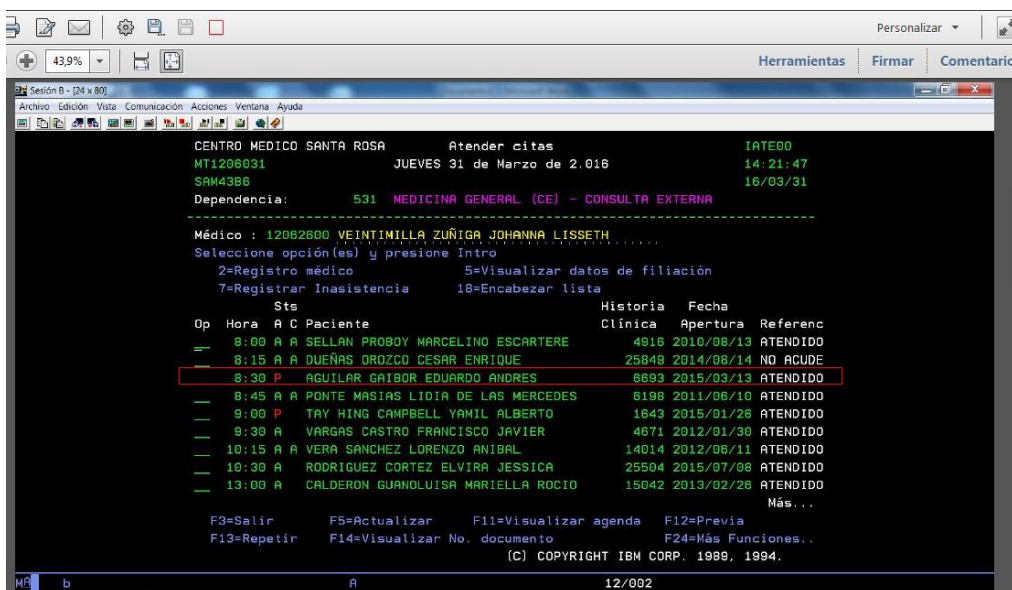 Personalizar
43,9%
Herramientas Firmar Comentario
Sesión B - [24 x 80]
Archivo Edición Vista Comunicación Acciones Ventana Ayuda
CENTRO MEDICO SANTA ROSA Atender citas IATE00
MT1206031 JUEVES 31 de Marzo de 2.016 14:21:47
SAM43B6 16/03/31
Dependencia: 531 MEDICINA GENERAL (CE) - CONSULTA EXTERNA
Médico : 12062600 VEINTIMILLA ZUÑIGA JOHANNA LISSETH
Seleccione opción(es) y presione Intro
2=Registro médico 5=Visualizar datos de filiación
7=Registrar Inasistencia 18=Encabezar lista
Sts Historia Fecha
Op Hora A C Paciente Clínica Apertura Referenc
8:00 A A SELLAN PROBOY MARCELINO ESCARTERE 4916 2010/08/13 ATENDIDO
8:15 A A DUEÑAS OROZCO CESAR ENRIQUE 25849 2014/08/14 NO ACUDE
8:30 P AGUILAR GAIBOR EDUARDO ANDRES 6693 2015/03/13 ATENDIDO
8:45 A A PONTE MASIAS LIDIA DE LAS MERCEDES 6198 2011/06/10 ATENDIDO
9:00 P TAY HING CAMPBELL YAMIL ALBERTO 1643 2015/01/26 ATENDIDO
9:30 A VARGAS CASTRO FRANCISCO JAVIER 4671 2012/01/30 ATENDIDO
10:15 A A VERA SANCHEZ LORENZO ANIBAL 14014 2012/06/11 ATENDIDO
10:30 A RODRIGUEZ CORTEZ ELVIRA JESSICA 25504 2015/07/08 ATENDIDO
13:00 A CALDERON GUANOLUISA MARIELLA ROCIO 15042 2013/02/26 ATENDIDO
Más...
F3=Salir F5=Actualizar F11=Visualizar agenda F12=Previa
F13=Repetir F14=Visualizar No. documento F24=Más Funciones..
(C) COPYRIGHT IBM CORP. 1989, 1994.
MA b A 12/002